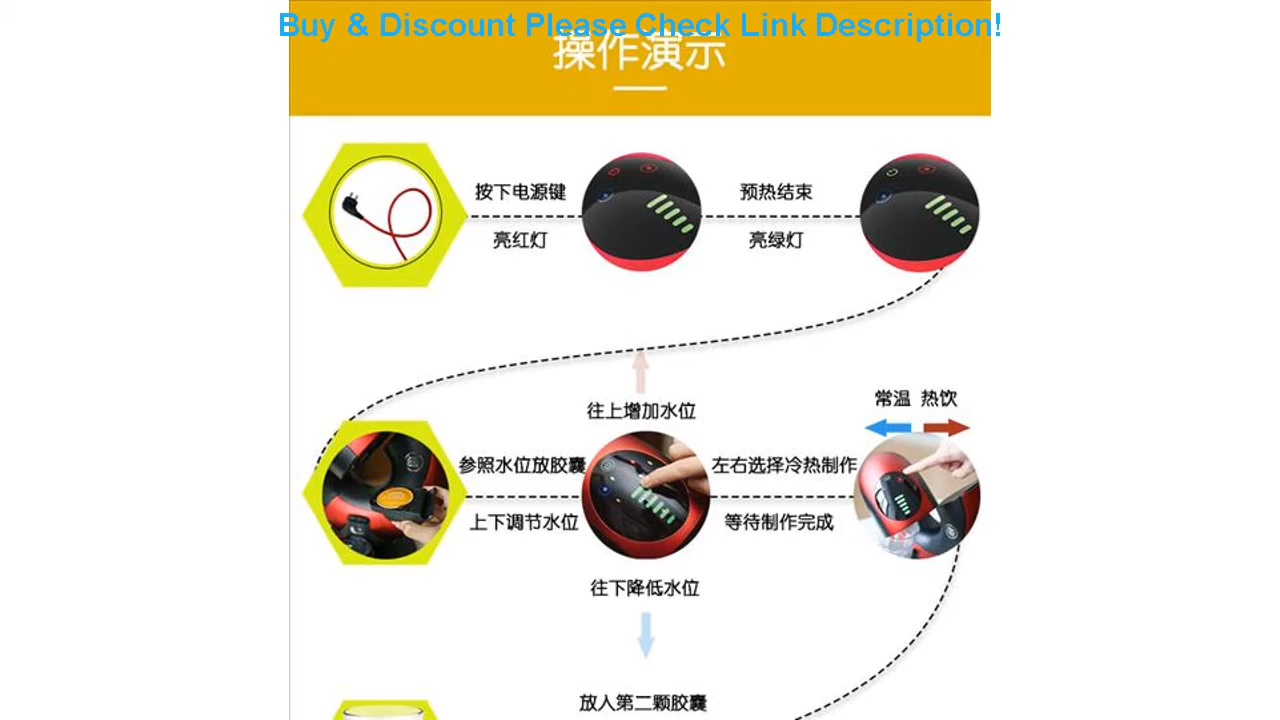 Buy & Discount Please Check Link Description!
操作演示
按下电源键
预热结束
亮红灯
亮绿灯
常温 热饮
往上增加水位
参照水位放胶囊
左右选择冷热制作
上下调节水位
等待制作完成
往下降低水位
放入第二颗胶囊